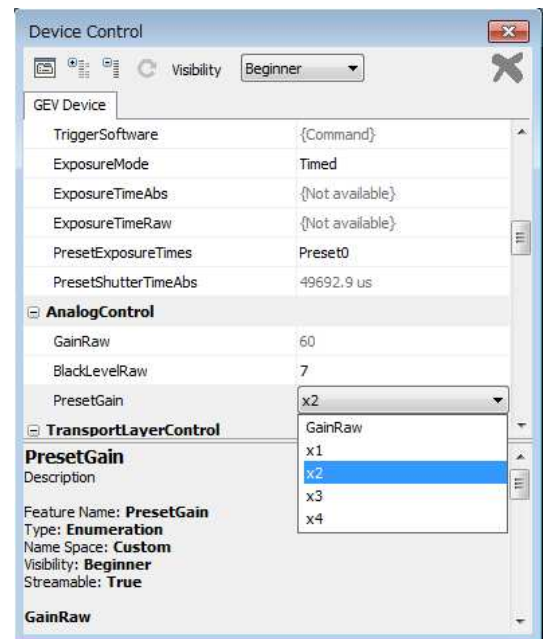 Device Control
Visibility Beginner
GEV Device
TriggerSoftware {Command}
ExposureMode Timed
ExposureTimeAbs {Not available}
ExposureTimeRaw {Not available}
PresetExposureTimes Preset0
PresetShutterTimeAbs 49692.9 us
AnalogControl
GainRaw 60
BlackLevelRaw 7
PresetGain x2
TransportLayerControl
GainRaw
x1
x2
x3
x4
PresetGain
Description
Feature Name: PresetGain
Type: Enumeration
Name Space: Custom
Visibility: Beginner
Streamable: True
GainRaw